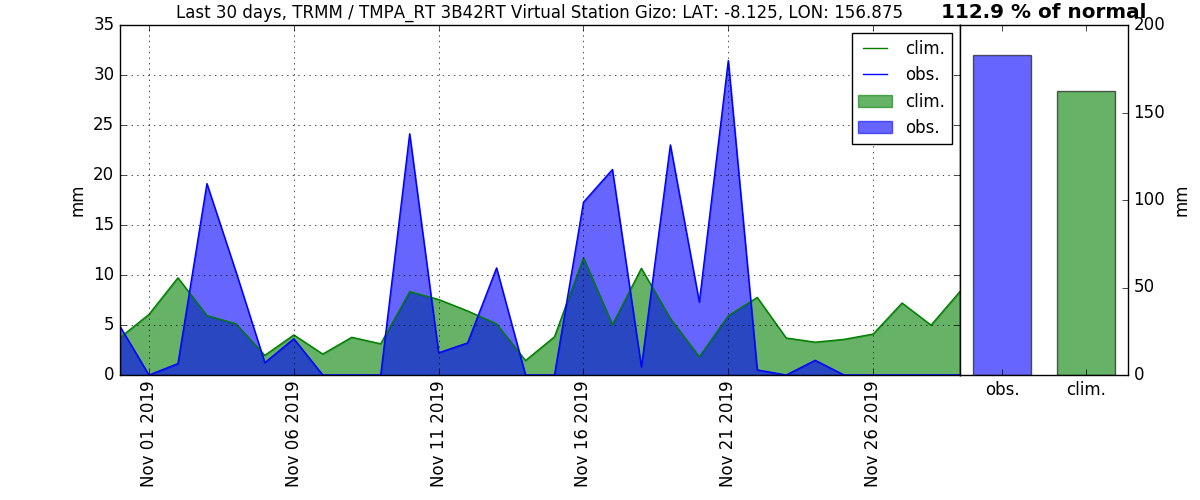 Last 30 days, TRMM / TMPA_RT 3B42RT Virtual Station Gizo: LAT: -8.125, LON: 156.875
112.9 % of normal
35
30
25
20
15
10
5
0
mm
clim.
obs.
clim.
obs.
Nov 01 2019
Nov 06 2019
Nov 11 2019
Nov 16 2019
Nov 21 2019
Nov 26 2019
200
150
100
50
0
mm
obs.
clim.